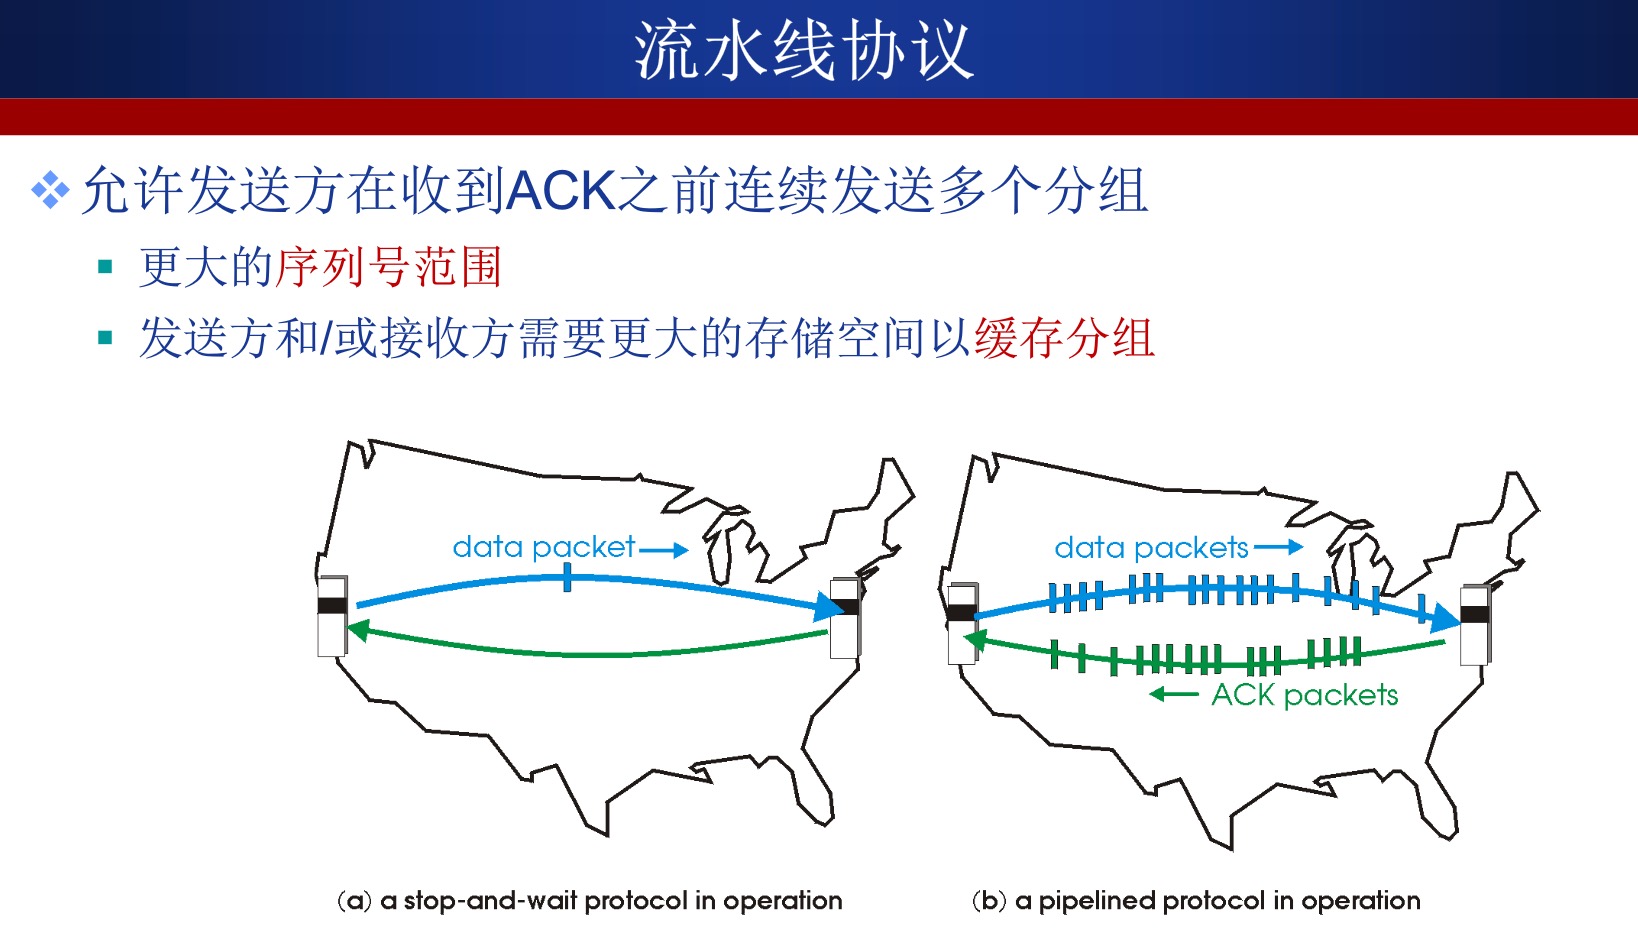 流水线协议
允许发送方在收到ACK之前连续发送多个分组
更大的序列号范围
发送方和/或接收方需要更大的存储空间以缓存分组
data packet
data packets
ACK packets
(a) a stop-and-wait protocol in operation
(b) a pipelined protocol in operation